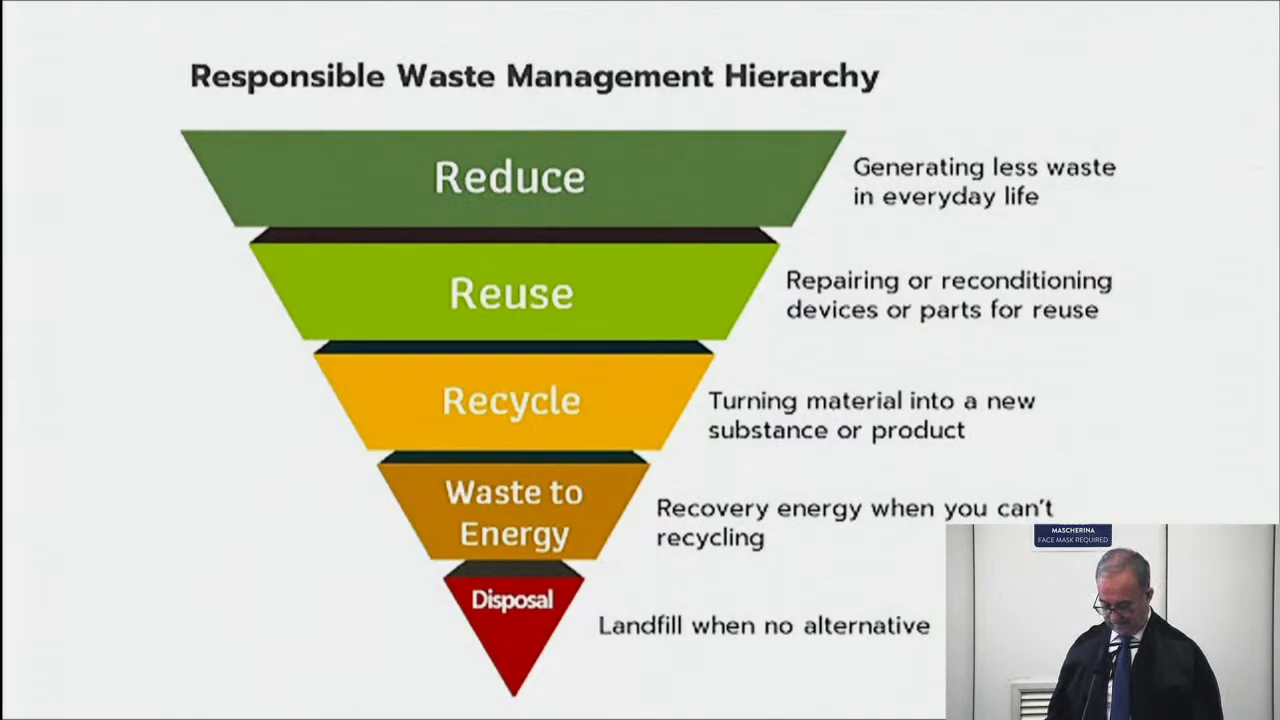 Responsible Waste Management Hierarchy
Reduce
Generating less waste
in everyday life
Reuse
Repairing or reconditioning
devices or parts for reuse
Recycle
Turning material into a new
substance or product
Waste to
Energy
Recovery energy when you can't
recycling
Disposal
Landfill when no alternative
MASCHERINA
FACE MASK REQUIRED